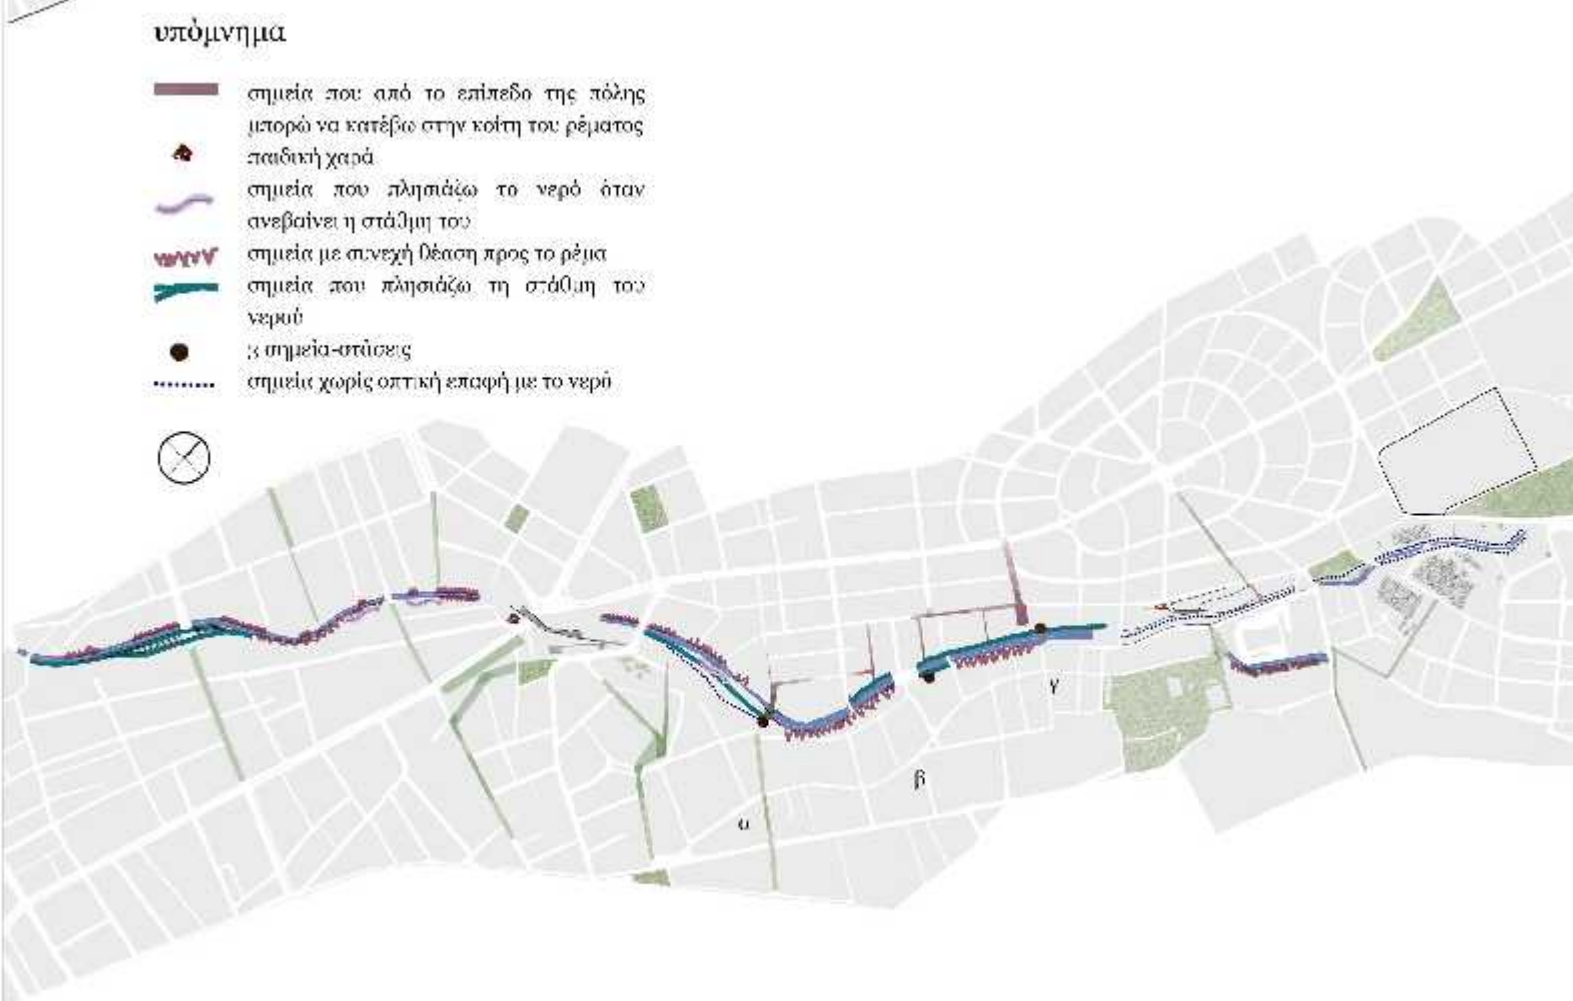 υπόμνημα
σημεία που από το επίπεδο της πόλης
μπορώ να κατέβω στην κοίτη του ρέματος
παιδική χαρά
σημεία που πλησιάζω το νερό όταν
ανεβαίνει η στάθμη του
σημεία με συνεχή θέαση προς το ρέμα
σημεία που πλησιάζω τη στάθμη του
νερού
3 σημεία-στάσεις
σημεία χωρίς οπτική επαφή με το νερό
γ
β
α